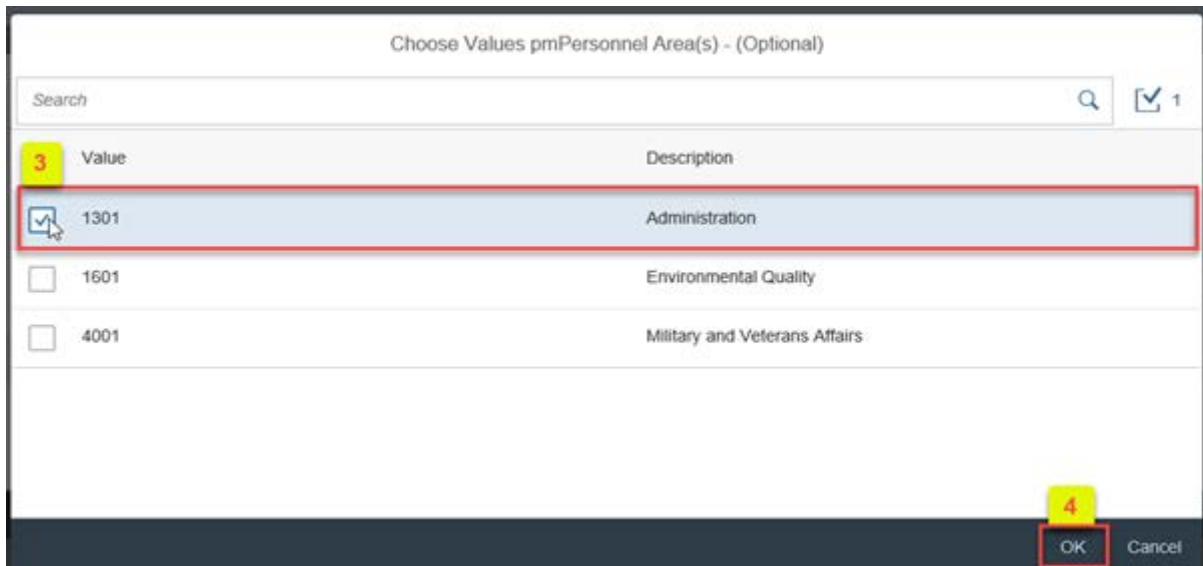 Choose Values pmPersonnel Area(s) - (Optional)
Search 1
3 Value Description
1301 Administration
1601 Environmental Quality
4001 Military and Veterans Affairs
4
OK Cancel